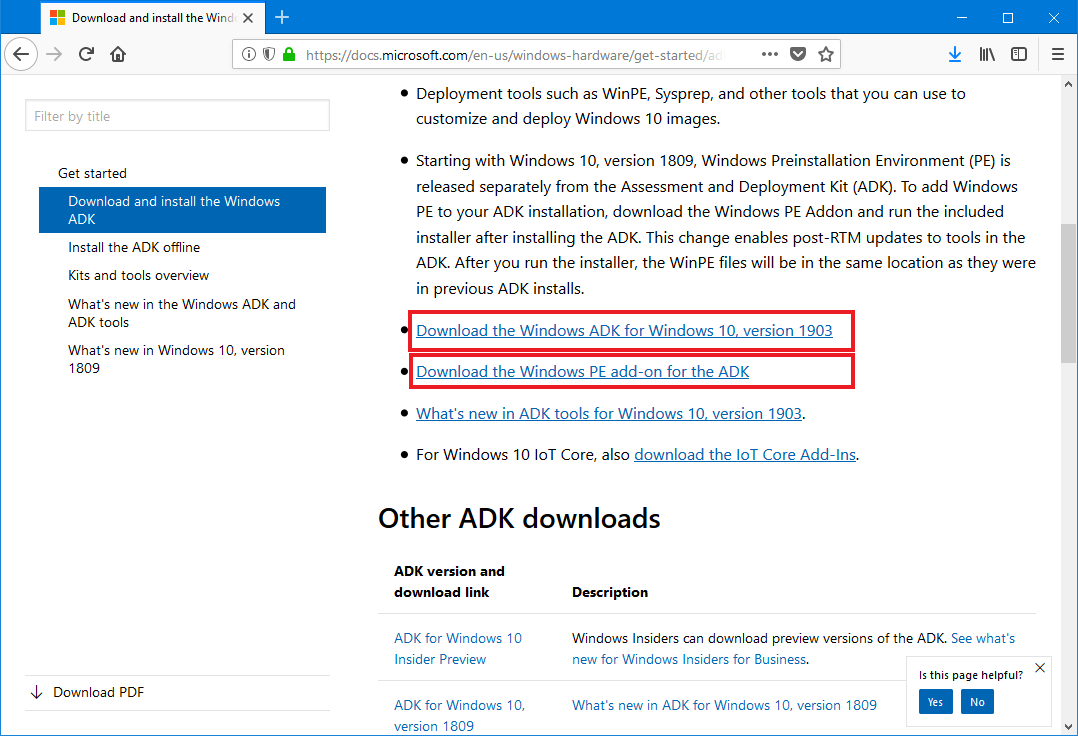 Download and install the Wind
https://docs.microsoft.com/en-us/windows-hardware/get-started/ad
Filter by title
Get started
Download and install the Windows
ADK
Install the ADK offline
Kits and tools overview
What's new in the Windows ADK and
ADK tools
What's new in Windows 10, version
1809
Download PDF
Deployment tools such as WinPE, Sysprep, and other tools that you can use to
customize and deploy Windows 10 images.
Starting with Windows 10, version 1809, Windows Preinstallation Environment (PE) is
released separately from the Assessment and Deployment Kit (ADK). To add Windows
PE to your ADK installation, download the Windows PE Addon and run the included
installer after installing the ADK. This change enables post-RTM updates to tools in the
ADK. After you run the installer, the WinPE files will be in the same location as they were
in previous ADK installs.
Download the Windows ADK for Windows 10, version 1903
Download the Windows PE add-on for the ADK
What's new in ADK tools for Windows 10, version 1903.
For Windows 10 IoT Core, also download the IoT Core Add-Ins.
Other ADK downloads
ADK version and
download link
Description
ADK for Windows 10
Insider Preview
Windows Insiders can download preview versions of the ADK. See what's
new for Windows Insiders for Business.
ADK for Windows 10,
version 1809
What's new in ADK for Windows 10, version 1809
Is this page helpful?
Yes
No